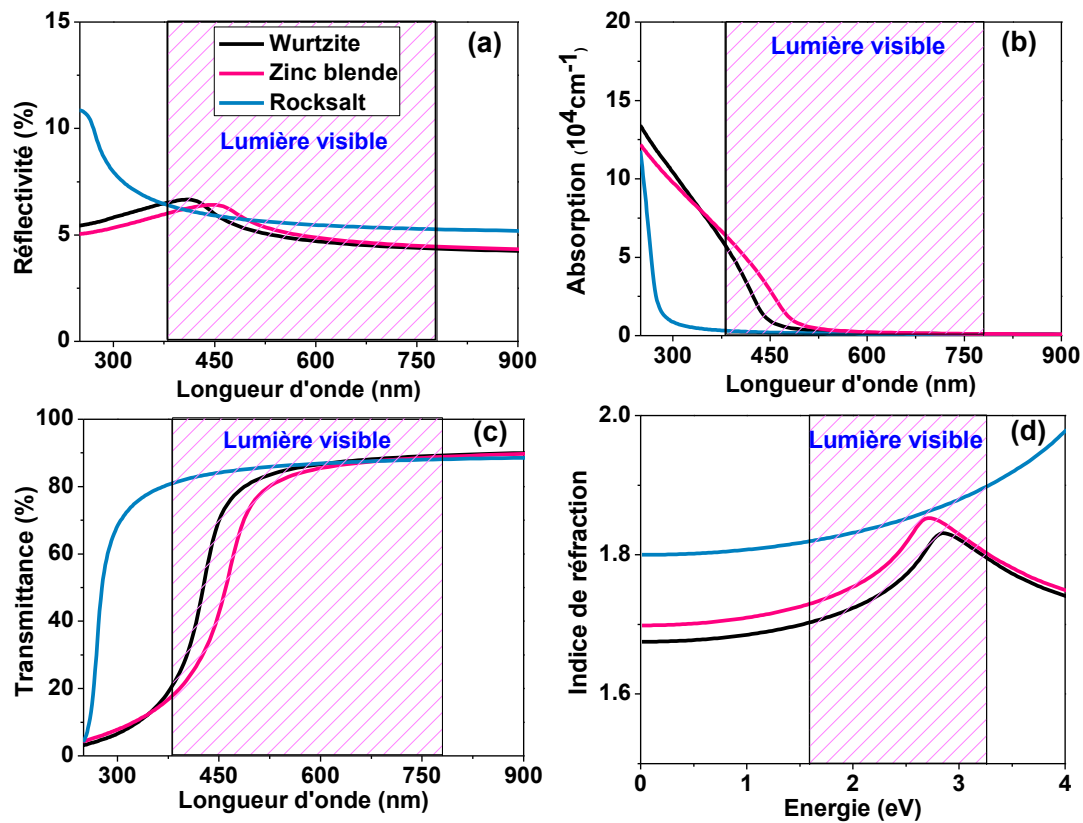 15
10
5
0
Réflectivité (%)
(a)
Wurtzite
Zinc blende
Rocksalt
Lumière visible
300
450
600
750
900
Longueur d'onde (nm)
20
15
10
5
0
Absorption (10⁴cm⁻¹)
Lumière visible
(b)
300
450
600
750
900
Longueur d'onde (nm)
100
80
60
40
20
0
Transmittance (%)
Lumière visible
(c)
300
450
600
750
900
Longueur d'onde (nm)
2.0
1.8
1.6
Indice de réfraction
Lumière visible
(d)
0
1
2
3
4
Energie (eV)